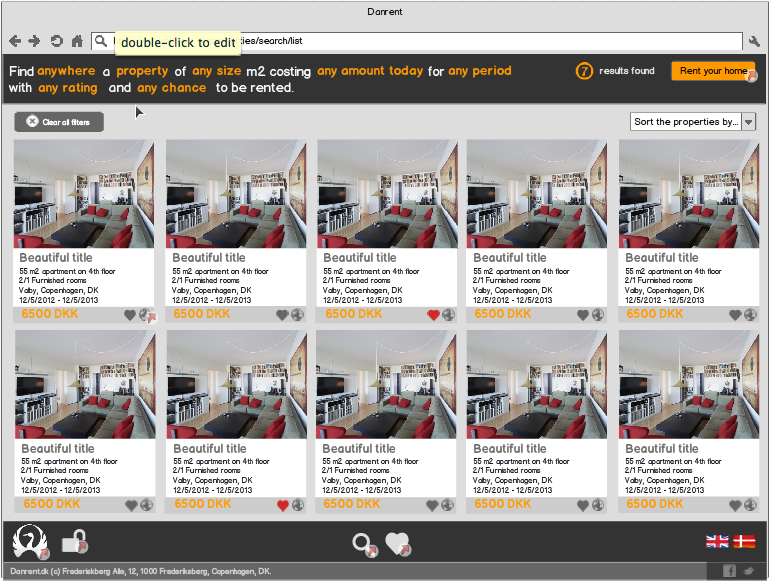 Danrent
double-click to edit
ties/search/list
Find anywhere a property of any size m2 costing any amount today for any period
with any rating and any chance to be rented.
7 results found
Rent your home
Clear all filters
Sort the properties by...
Beautiful title
55 m2 apartment on 4th floor
2/1 Furnished rooms
Valby, Copenhagen, DK
12/5/2012 - 12/5/2013
6500 DKK
Beautiful title
55 m2 apartment on 4th floor
2/1 Furnished rooms
Valby, Copenhagen, DK
12/5/2012 - 12/5/2013
6500 DKK
Beautiful title
55 m2 apartment on 4th floor
2/1 Furnished rooms
Valby, Copenhagen, DK
12/5/2012 - 12/5/2013
6500 DKK
Beautiful title
55 m2 apartment on 4th floor
2/1 Furnished rooms
Valby, Copenhagen, DK
12/5/2012 - 12/5/2013
6500 DKK
Beautiful title
55 m2 apartment on 4th floor
2/1 Furnished rooms
Valby, Copenhagen, DK
12/5/2012 - 12/5/2013
6500 DKK
Beautiful title
55 m2 apartment on 4th floor
2/1 Furnished rooms
Valby, Copenhagen, DK
12/5/2012 - 12/5/2013
6500 DKK
Beautiful title
55 m2 apartment on 4th floor
2/1 Furnished rooms
Valby, Copenhagen, DK
12/5/2012 - 12/5/2013
6500 DKK
Beautiful title
55 m2 apartment on 4th floor
2/1 Furnished rooms
Valby, Copenhagen, DK
12/5/2012 - 12/5/2013
6500 DKK
Beautiful title
55 m2 apartment on 4th floor
2/1 Furnished rooms
Valby, Copenhagen, DK
12/5/2012 - 12/5/2013
6500 DKK
Beautiful title
55 m2 apartment on 4th floor
2/1 Furnished rooms
Valby, Copenhagen, DK
12/5/2012 - 12/5/2013
6500 DKK
Danrent.dk (c) Frederiskberg Alle, 12, 1000 Frederiksberg, Copenhagen, DK.